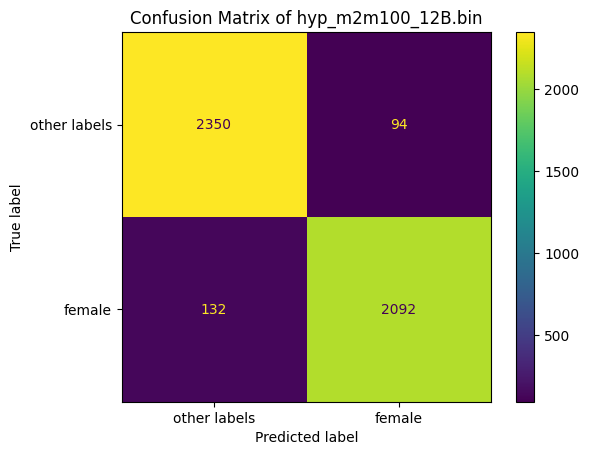 Confusion Matrix of hyp_m2m100_12B.bin
other labels
2350
94
female
132
2092
True label
other labels
female
Predicted label
2000
1500
1000
500